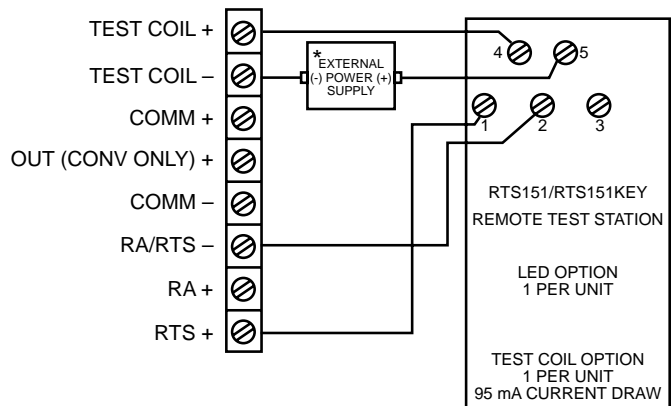 TEST COIL +
TEST COIL –
COMM +
OUT (CONV ONLY) +
COMM –
RA/RTS –
RA +
RTS +
*
EXTERNAL
(-) POWER (+)
SUPPLY
4
5
1
2
3
RTS151/RTS151KEY
REMOTE TEST STATION
LED OPTION
1 PER UNIT
TEST COIL OPTION
1 PER UNIT
95 mA CURRENT DRAW